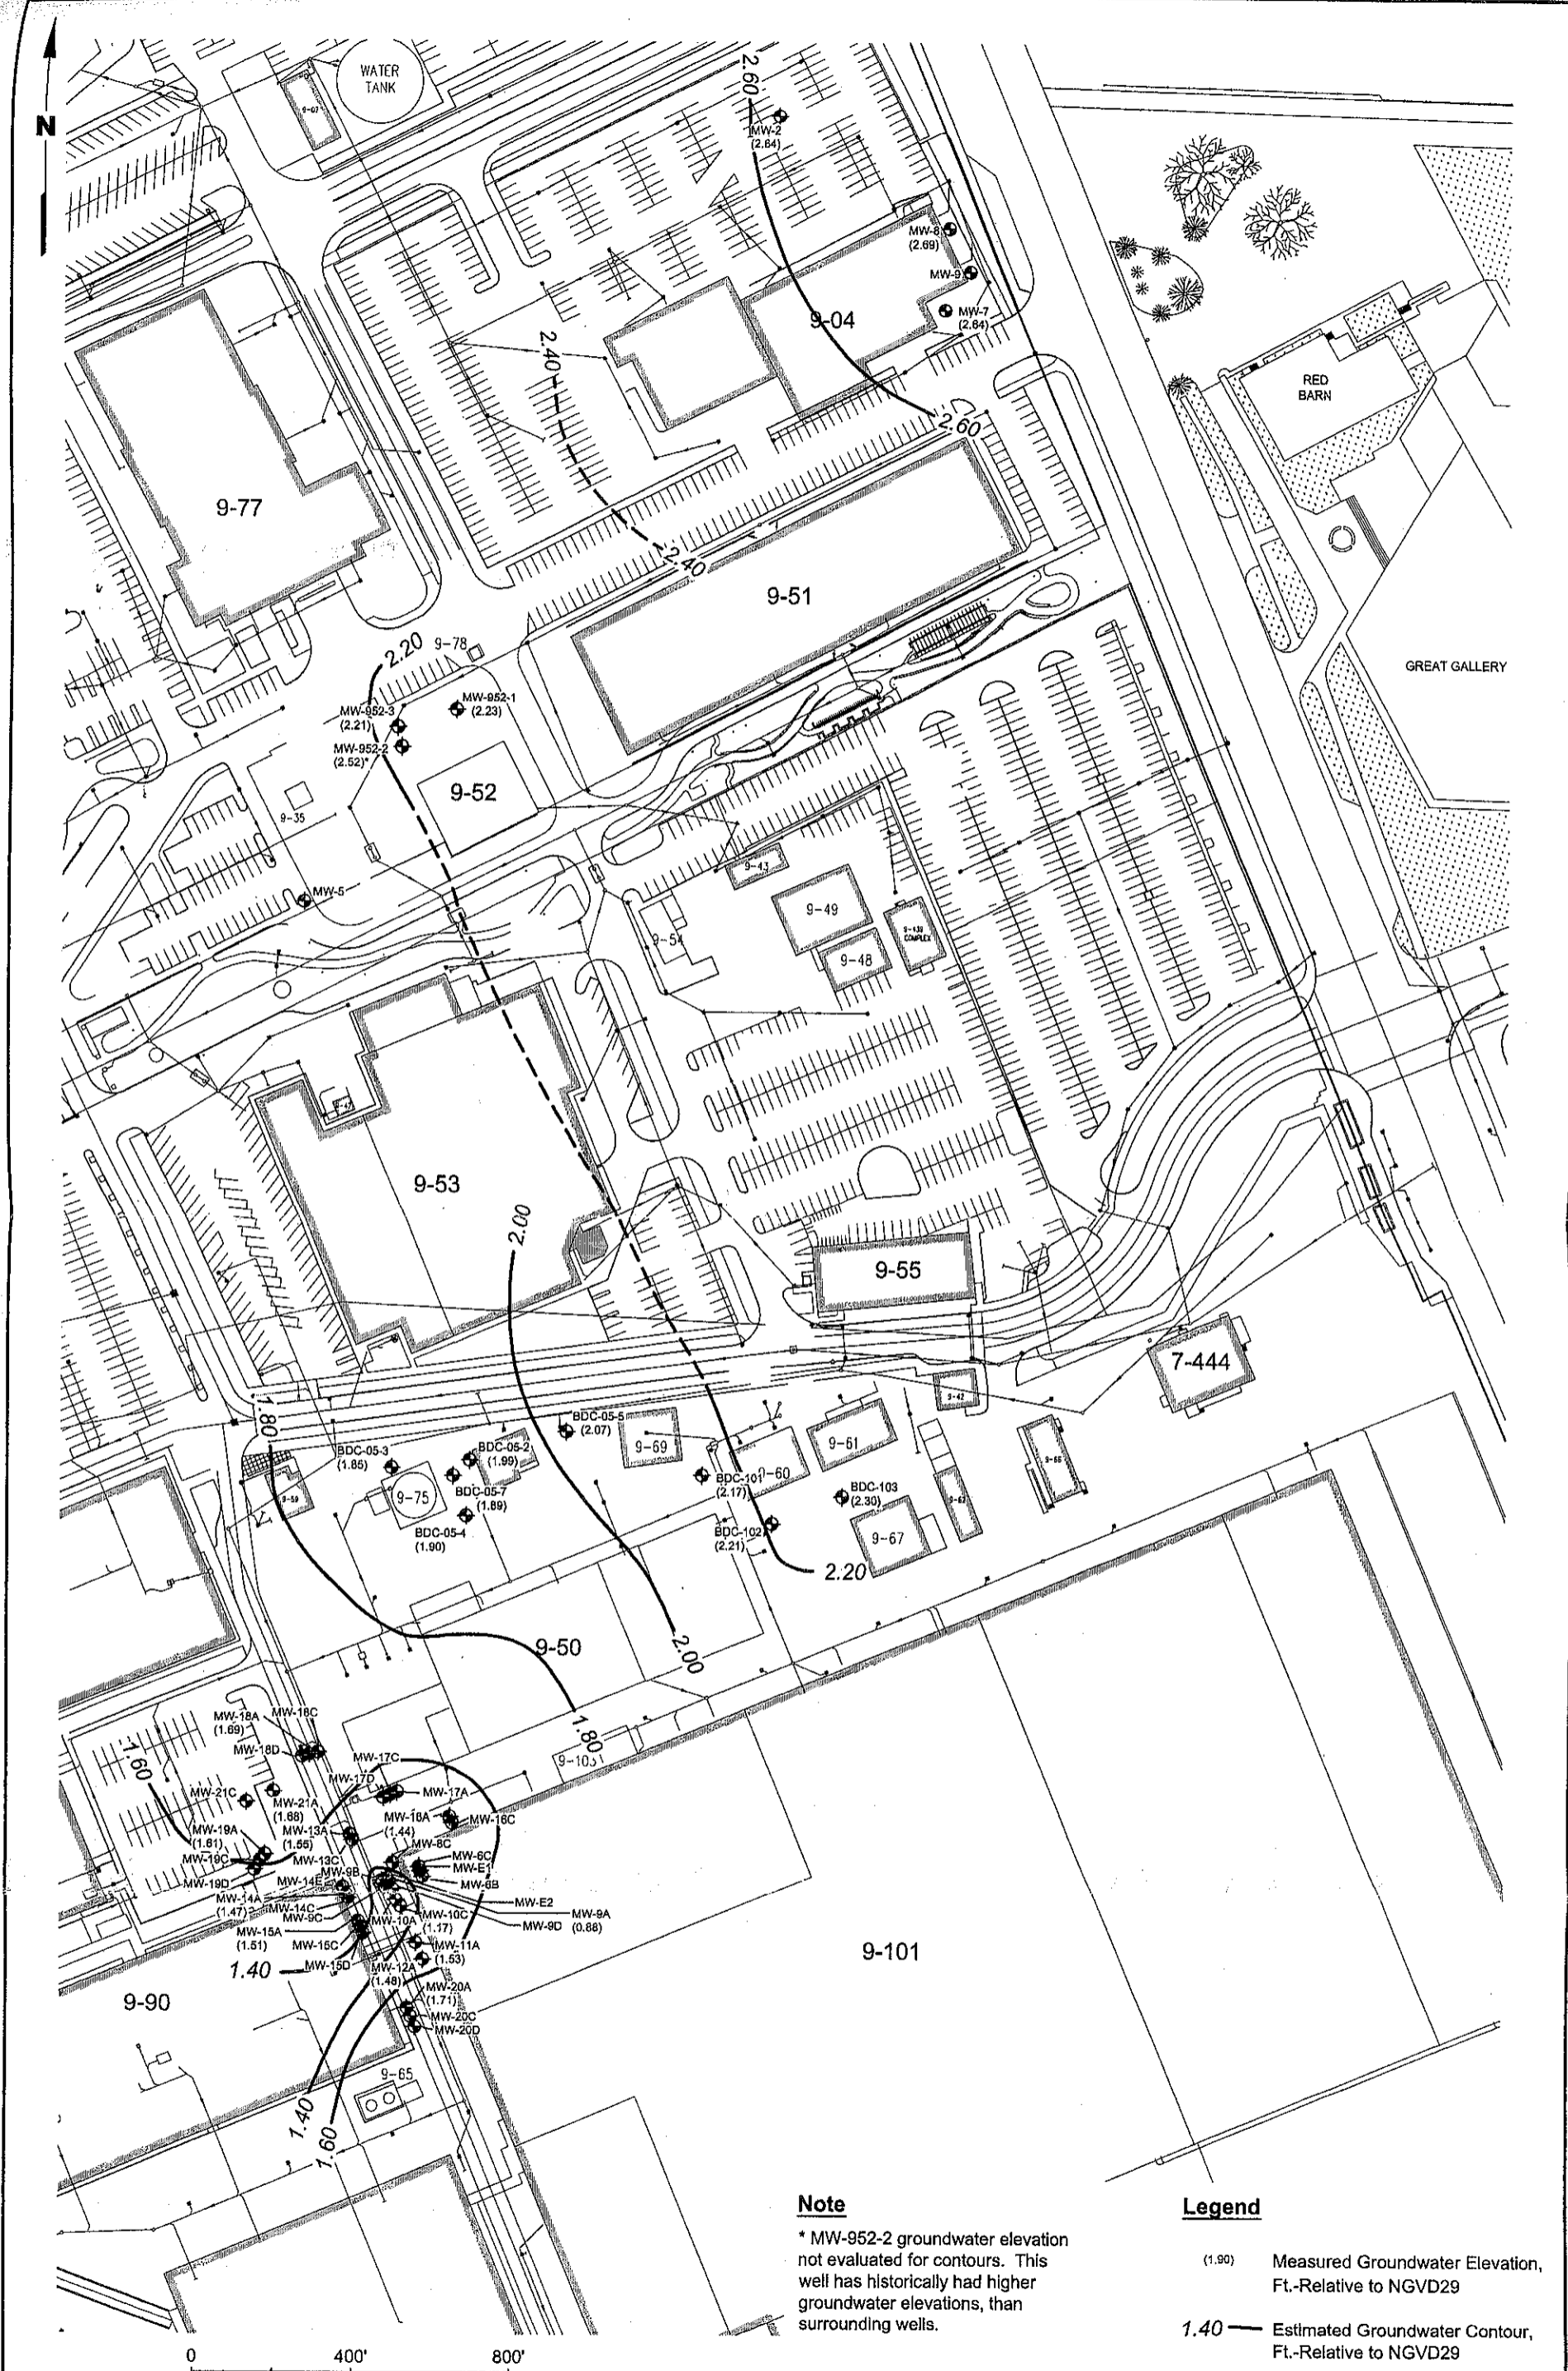 N
WATER
TANK
2.60
MW-2
(2.64)
MW-8
(2.69)
MW-9
MW-7
(2.64)
9-04
2.40
2.60
RED
BARN
9-77
2.40
9-51
GREAT GALLERY
2.20
9-78
MW-952-1
(2.23)
MW-952-3
(2.21)
MW-952-2
(2.52)*
9-52
9-35
MW-5
9-43
9-49
9-54
9-48
COMPLEX
9-53
2.00
9-55
7-444
1.80
BDC-05-5
(2.07)
9-42
BDC-05-3
(1.85)
BDC-05-2
(1.99)
9-69
9-61
9-60
9-59
9-75
BDC-05-7
(1.89)
BDC-101
(2.17)
BDC-103
(2.30)
BDC-05-4
(1.90)
BDC-102
(2.21)
9-67
2.20
9-50
2.00
MW-18A
(1.69)
MW-18C
1.80
MW-18D
1.60
MW-17C
MW-17D
MW-17A
MW-21C
MW-21A
(1.68)
MW-16A
(1.44)
MW-16C
MW-19A
(1.61)
MW-13A
(1.55)
MW-8C
MW-19C
MW-13C
MW-6C
MW-9B
MW-E1
MW-19D
MW-14E
MW-6B
MW-14A
(1.47)
MW-14C
MW-E2
MW-9C
MW-10A
MW-10C
(1.17)
MW-9D
MW-9A
(0.88)
MW-15A
(1.51)
MW-15C
MW-11A
(1.53)
1.40
MW-15D
MW-12A
(1.48)
9-101
MW-20A
(1.71)
9-90
MW-20C
MW-20D
9-65
1.40
1.60
Note
* MW-952-2 groundwater elevation
not evaluated for contours. This
well has historically had higher
groundwater elevations, than
surrounding wells.
Legend
(1.90) Measured Groundwater Elevation,
Ft.-Relative to NGVD29
1.40 Estimated Groundwater Contour,
Ft.-Relative to NGVD29
0 400' 800'